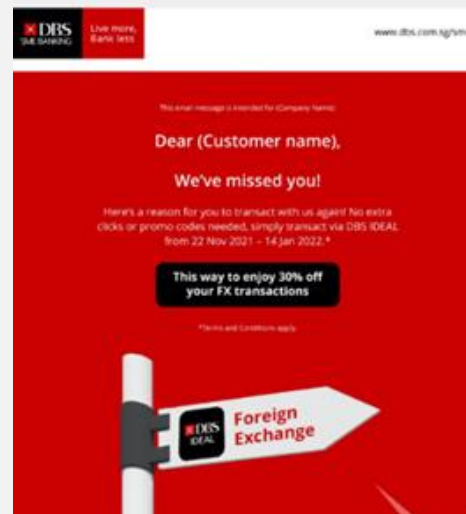 DBS
SME BANKING
Live more,
Bank less
www.dbs.com.sg/sm
This email message is intended for (Company Name)
Dear (Customer name),
We've missed you!
Here's a reason for you to transact with us again! No extra
clicks or promo codes needed, simply transact via DBS IDEAL
from 22 Nov 2021 – 14 Jan 2022.*
This way to enjoy 30% off
your FX transactions
*Terms and Conditions apply.
DBS
IDEAL
Foreign
Exchange